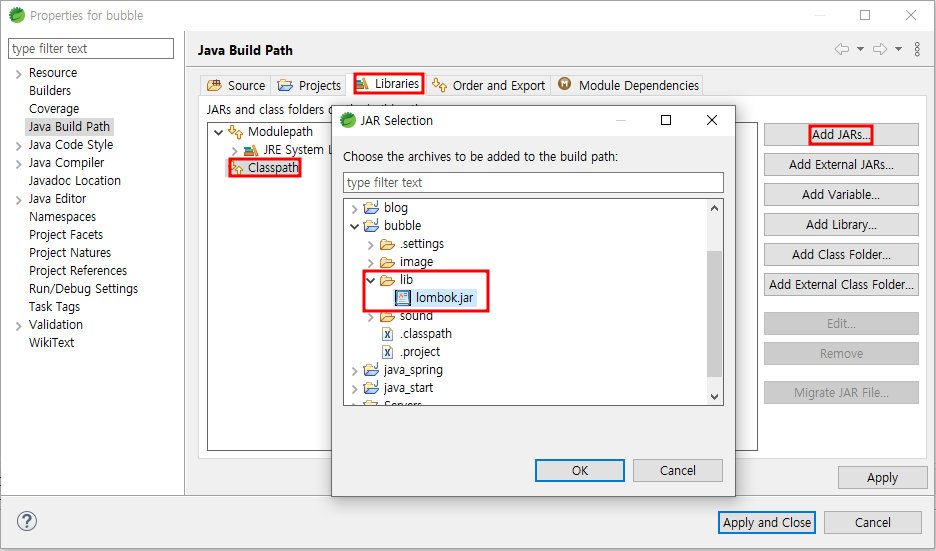 Properties for bubble
type filter text
Resource
Builders
Coverage
Java Build Path
Java Code Style
Java Compiler
Javadoc Location
Java Editor
Namespaces
Project Facets
Project Natures
Project References
Run/Debug Settings
Task Tags
Validation
WikiText
Java Build Path
Source
Projects
Libraries
Order and Export
Module Dependencies
JARs and class folders o
Modulepath
JRE System L
Classpath
JAR Selection
Choose the archives to be added to the build path:
type filter text
blog
bubble
.settings
image
lib
lombok.jar
sound
.classpath
.project
java_spring
java_start
Servers
OK
Cancel
Add JARs...
Add External JARs...
Add Variable...
Add Library...
Add Class Folder...
Add External Class Folder...
Edit...
Remove
Migrate JAR File...
Apply
Apply and Close
Cancel